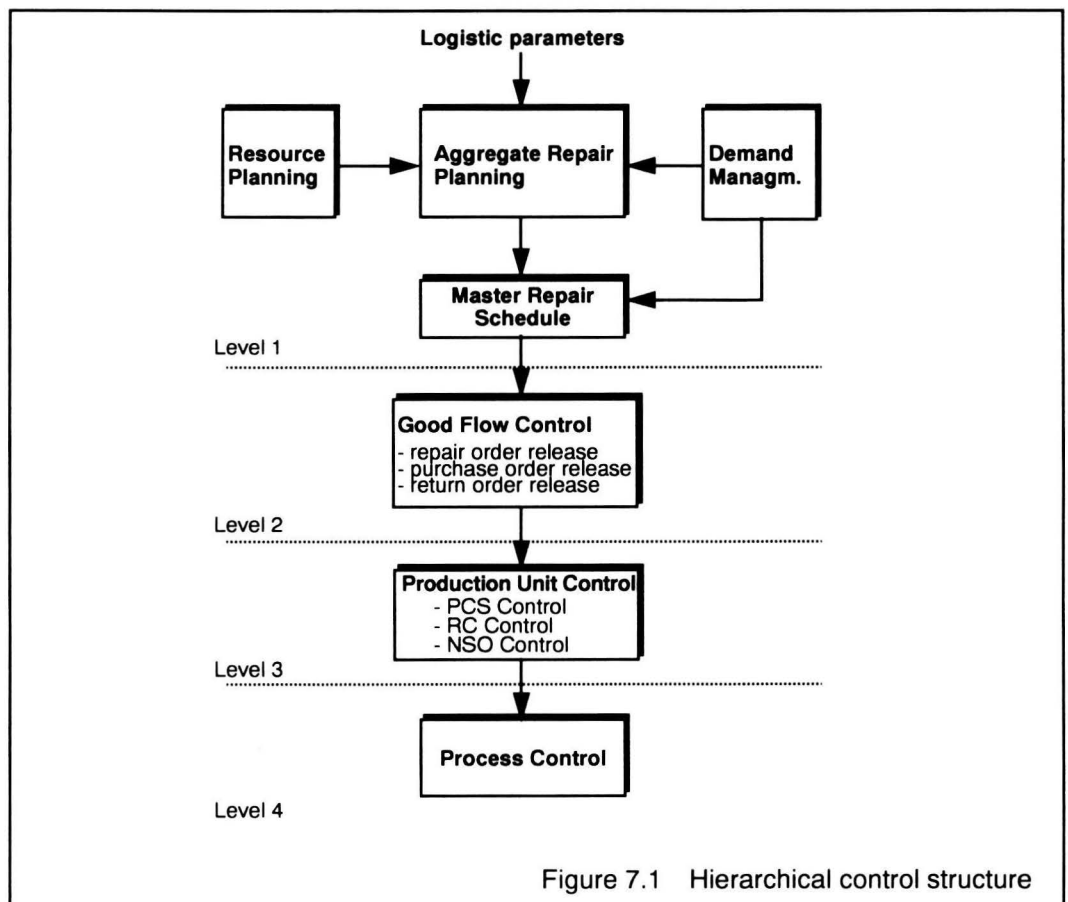 Logistic parameters
Resource
Planning
Aggregate Repair
Planning
Demand
Managm.
Master Repair
Schedule
Level 1
Good Flow Control
- repair order release
- purchase order release
- return order release
Level 2
Production Unit Control
- PCS Control
- RC Control
- NSO Control
Level 3
Process Control
Level 4
Figure 7.1 Hierarchical control structure